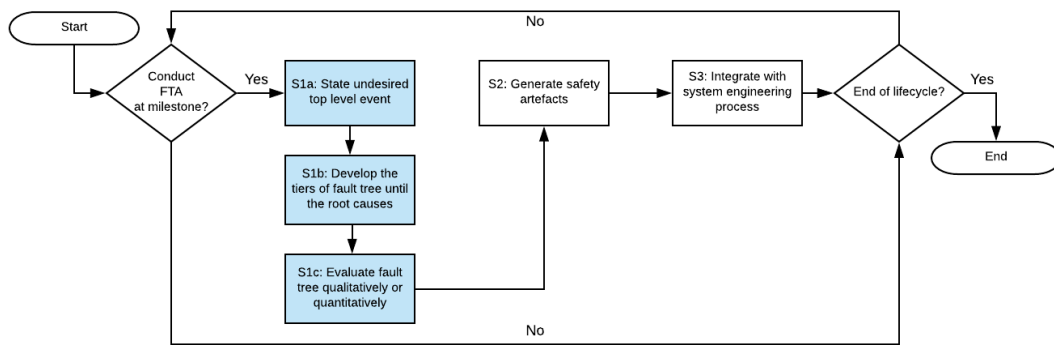 No
Start
Conduct
FTA
at milestone?
Yes
S1a: State undesired
top level event
S2: Generate safety
artefacts
S3: Integrate with
system engineering
process
End of lifecycle?
Yes
End
S1b: Develop the
tiers of fault tree until
the root causes
S1c: Evaluate fault
tree qualitatively or
quantitatively
No